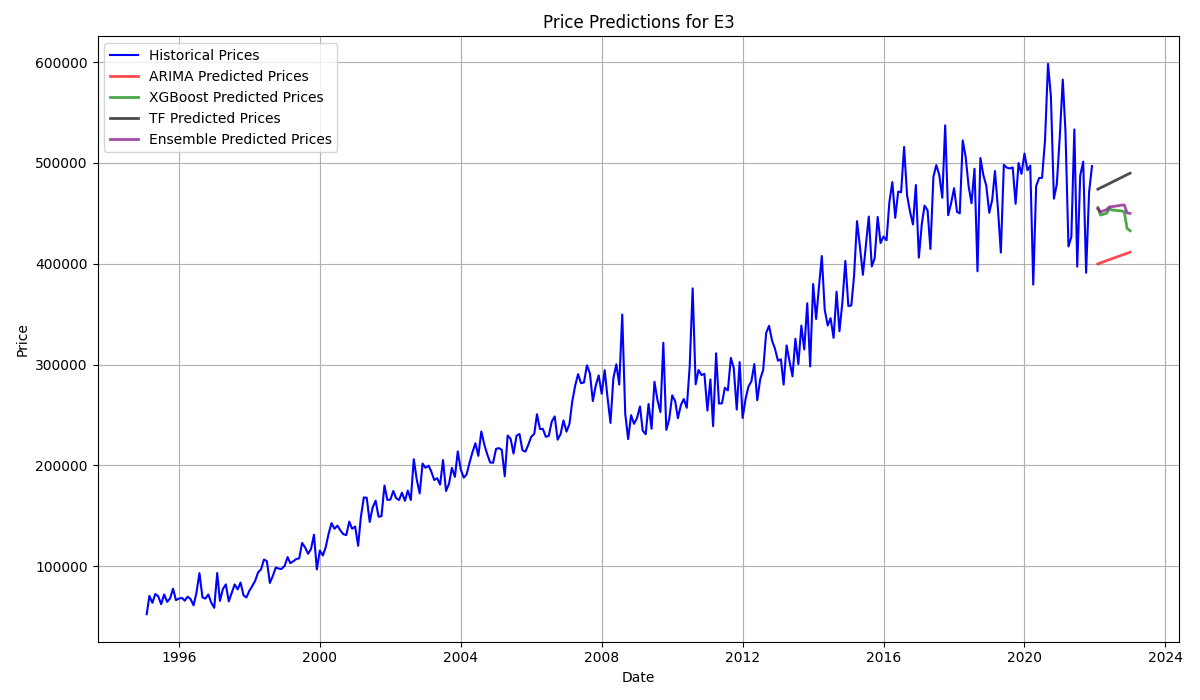 Price Predictions for E3
Historical Prices
ARIMA Predicted Prices
XGBoost Predicted Prices
TF Predicted Prices
Ensemble Predicted Prices
600000
500000
400000
300000
200000
100000
Price
1996 2000 2004 2008 2012 2016 2020 2024
Date